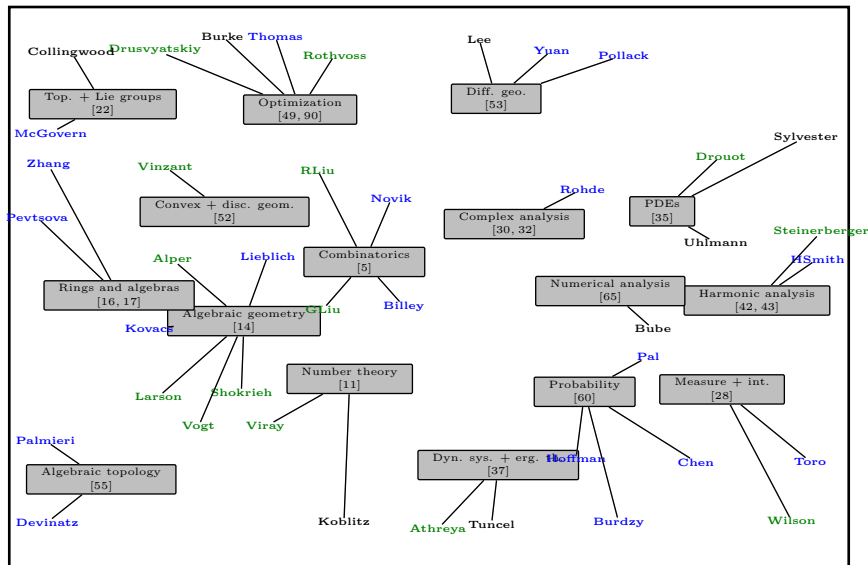 Collingwood
Drusvyatskiy
Burke
Thomas
Rothvoss
Lee
Yuan
Pollack
Top. + Lie groups
[22]
Optimization
[49, 90]
Diff. geo.
[53]
McGovern
Sylvester
Zhang
Vinzant
RLiu
Drouot
Novik
Rohde
Pevtsova
Convex + disc. geom.
[52]
Complex analysis
[30, 32]
PDEs
[35]
Steinerberger
Uhlmann
Alper
Lieblich
Combinatorics
[5]
HSmith
Rings and algebras
[16, 17]
Numerical analysis
[65]
Harmonic analysis
[42, 43]
GLiu
Billey
Algebraic geometry
[14]
Kovacs
Bube
Pal
Number theory
[11]
Probability
[60]
Measure + int.
[28]
Larson
Shokrieh
Vogt
Viray
Palmieri
Dyn. sys. + erg.
[37]
Hoffman
Chen
Toro
Algebraic topology
[55]
Devinatz
Koblitz
Athreya
Tuncel
Burdzy
Wilson